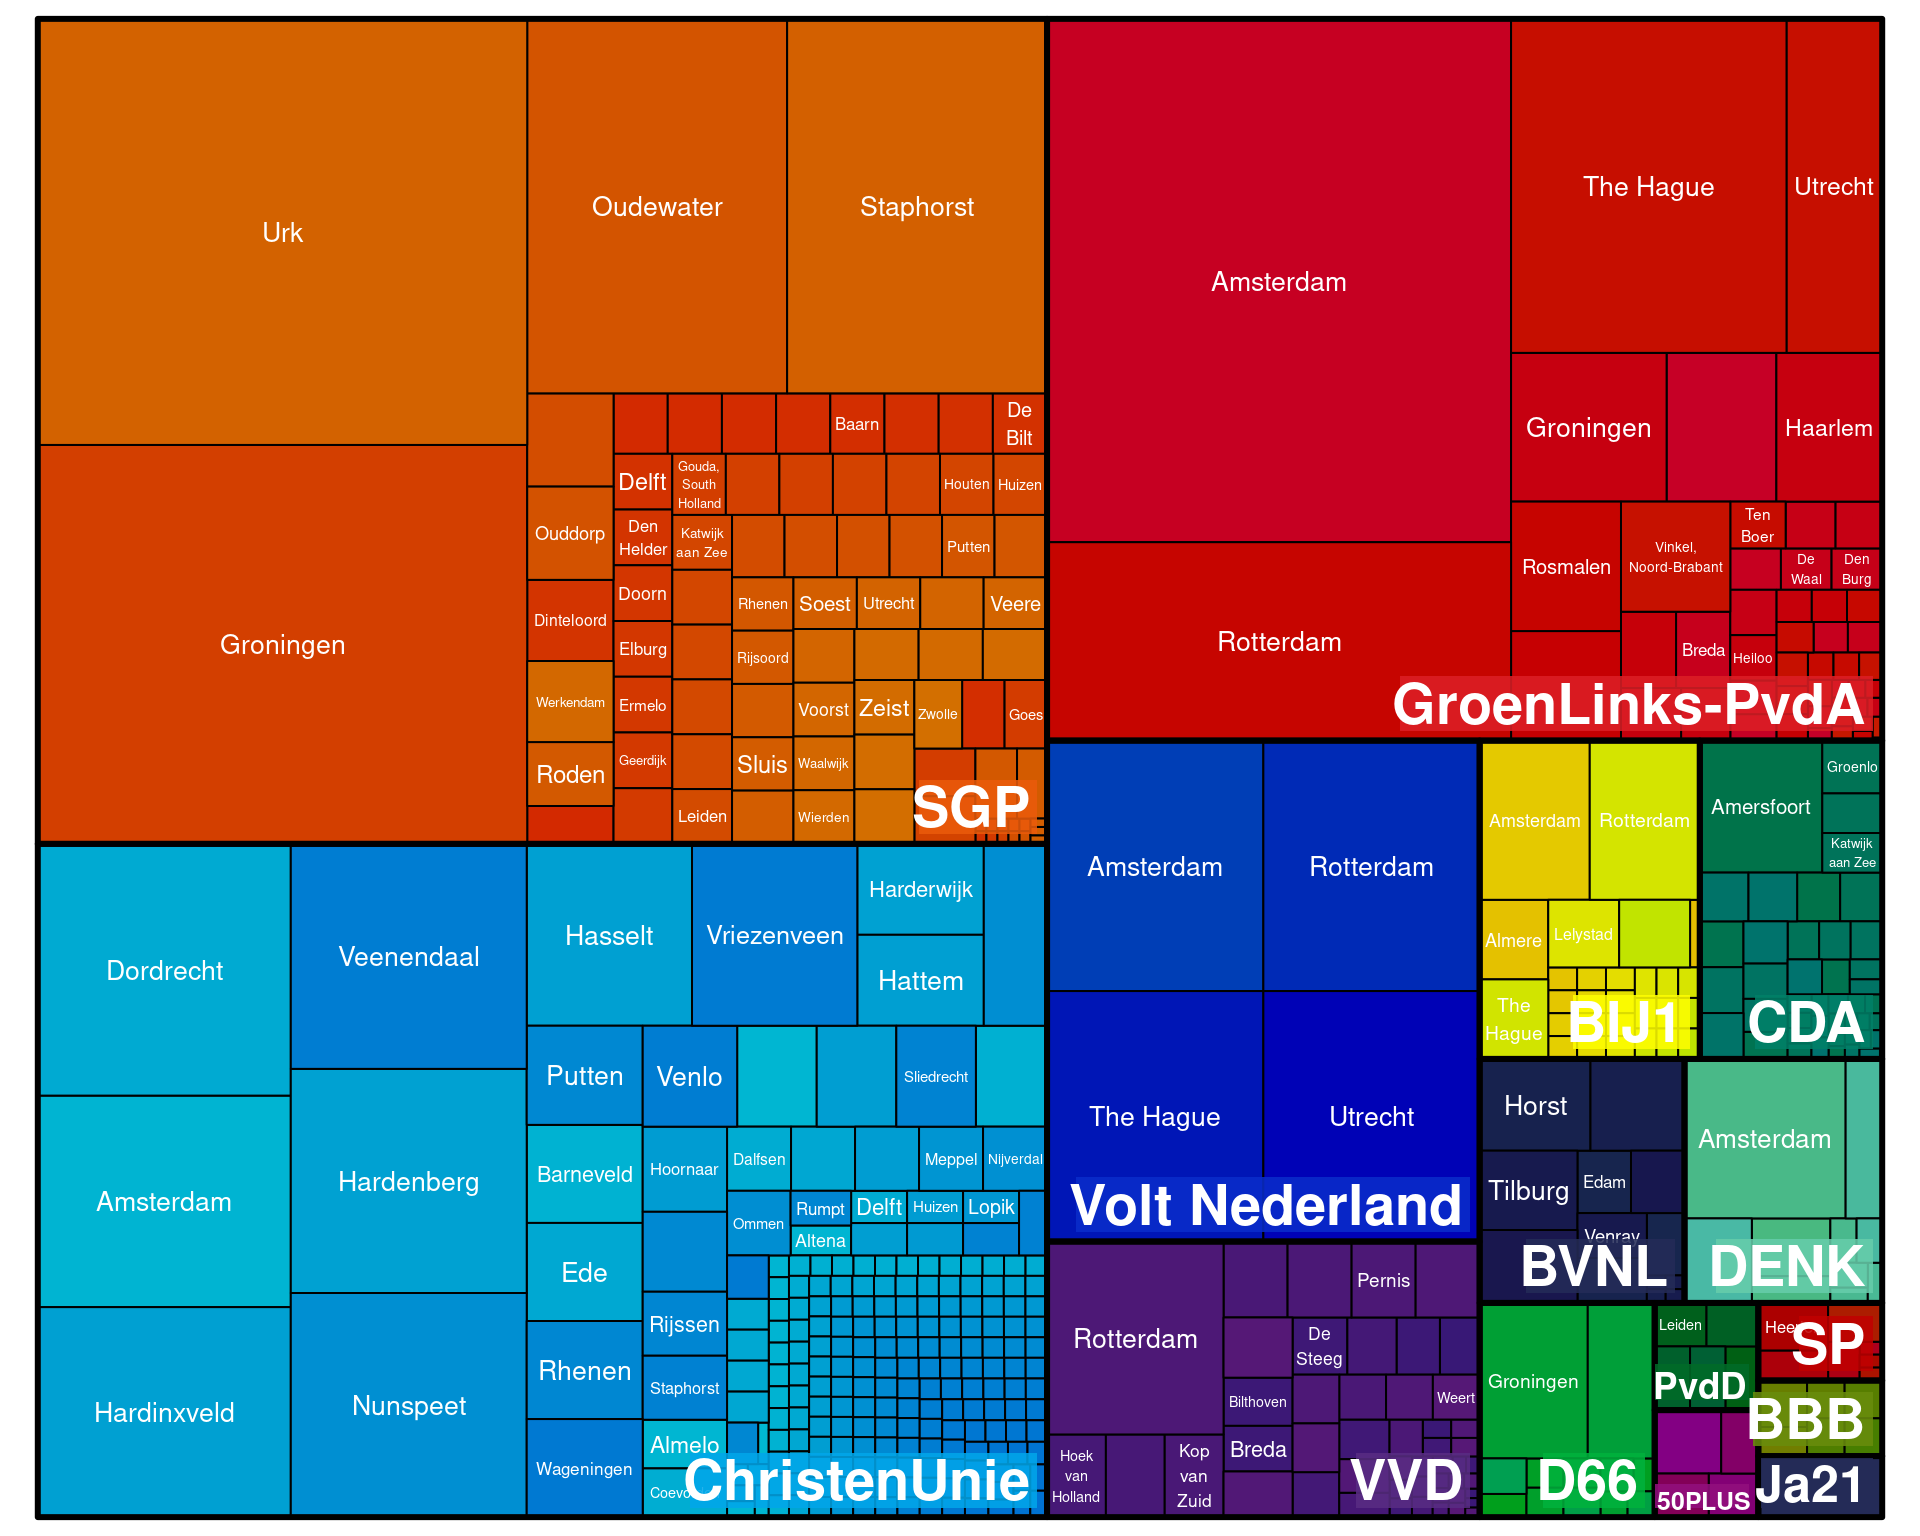 Urk
Oudewater
Staphorst
Groningen
Baarn
De
Bilt
Delft
Gouda,
South
Holland
Houten
Huizen
Ouddorp
Den
Helder
Katwijk
aan Zee
Putten
Dinteloord
Doorn
Rhenen
Soest
Utrecht
Veere
Elburg
Rijsoord
Werkendam
Ermelo
Voorst
Zeist
Zwolle
Goes
Roden
Geerdijk
Sluis
Waalwijk
Leiden
Wierden
SGP
Amsterdam
The Hague
Utrecht
Groningen
Haarlem
Rotterdam
Rosmalen
Vinkel,
Noord-Brabant
Ten
Boer
De
Waal
Den
Burg
Breda
Heiloo
GroenLinks-PvdA
Dordrecht
Veenendaal
Hasselt
Vriezenveen
Harderwijk
Hattem
Amsterdam
Hardenberg
Putten
Venlo
Sliedrecht
Barneveld
Hoornaar
Dalfsen
Meppel
Nijverdal
Ommen
Rumpt
Delft
Huizen
Lopik
Altena
Ede
Hardinxveld
Nunspeet
Rhenen
Rijssen
Staphorst
Wageningen
Almelo
Coevo
ChristenUnie
Amsterdam
Rotterdam
The Hague
Utrecht
Volt Nederland
Amsterdam
Rotterdam
Almere
Lelystad
The
Hague
BIJ1
Amersfoort
Groenlo
Katwijk
aan Zee
CDA
Horst
Tilburg
Edam
Venray
BVNL
Amsterdam
DENK
Rotterdam
Pernis
De
Steeg
Bilthoven
Weert
Breda
Hoek
van
Holland
Kop
van
Zuid
VVD
Groningen
D66
Leiden
PvdD
Heer
SP
BBB
50PLUS
Ja21